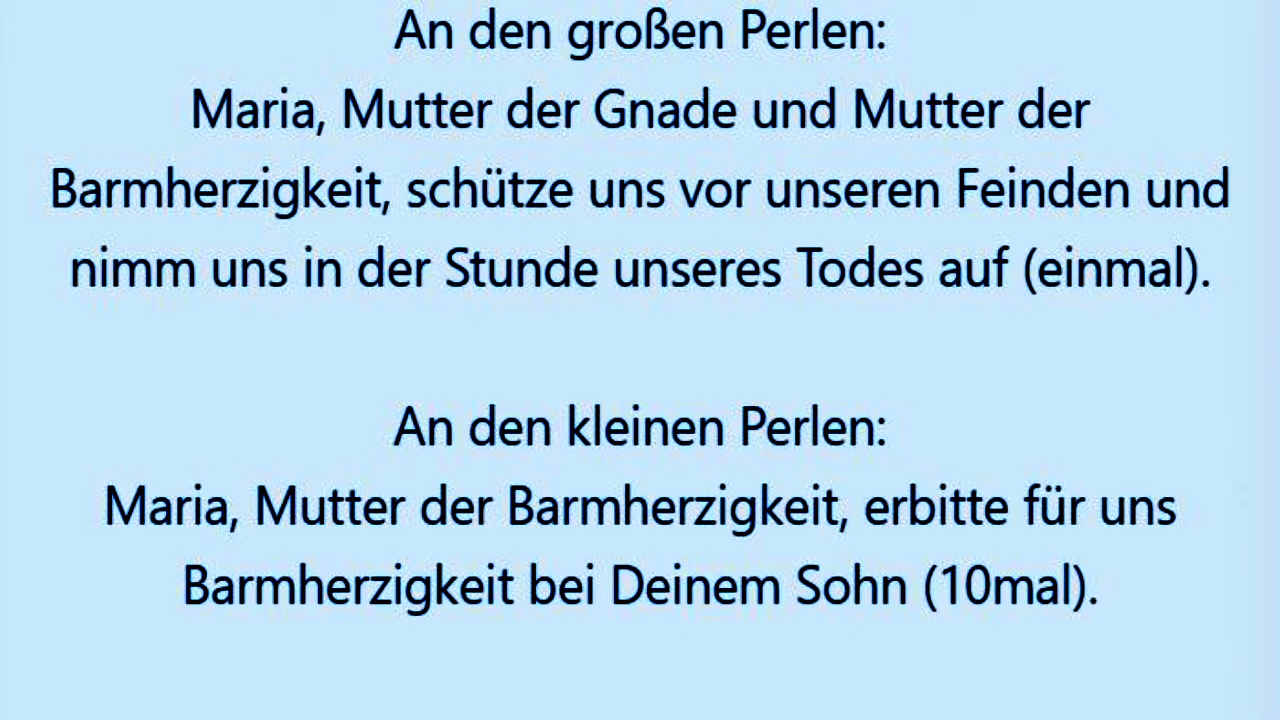 An den großen Perlen:
Maria, Mutter der Gnade und Mutter der
Barmherzigkeit, schütze uns vor unseren Feinden und
nimm uns in der Stunde unseres Todes auf (einmal).
An den kleinen Perlen:
Maria, Mutter der Barmherzigkeit, erbitte für uns
Barmherzigkeit bei Deinem Sohn (10mal).